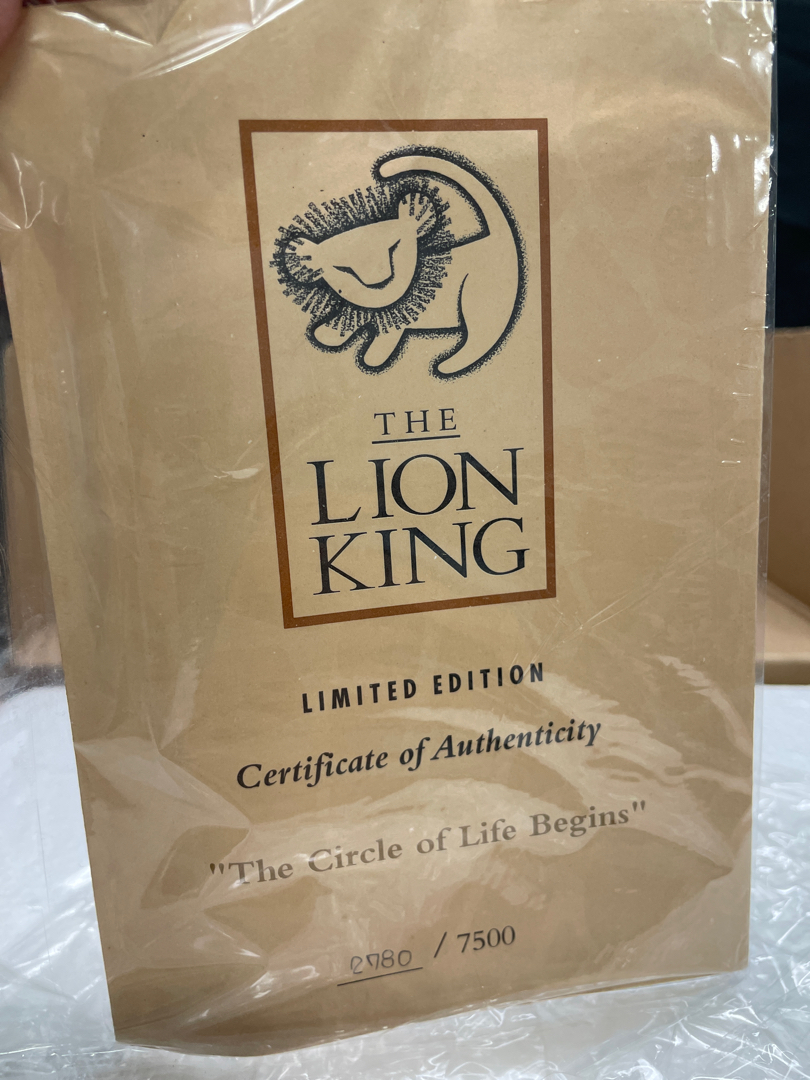 THE
LION
KING
LIMITED EDITION
Certificate of Authenticity
"The Circle of Life Begins"
2780 / 7500